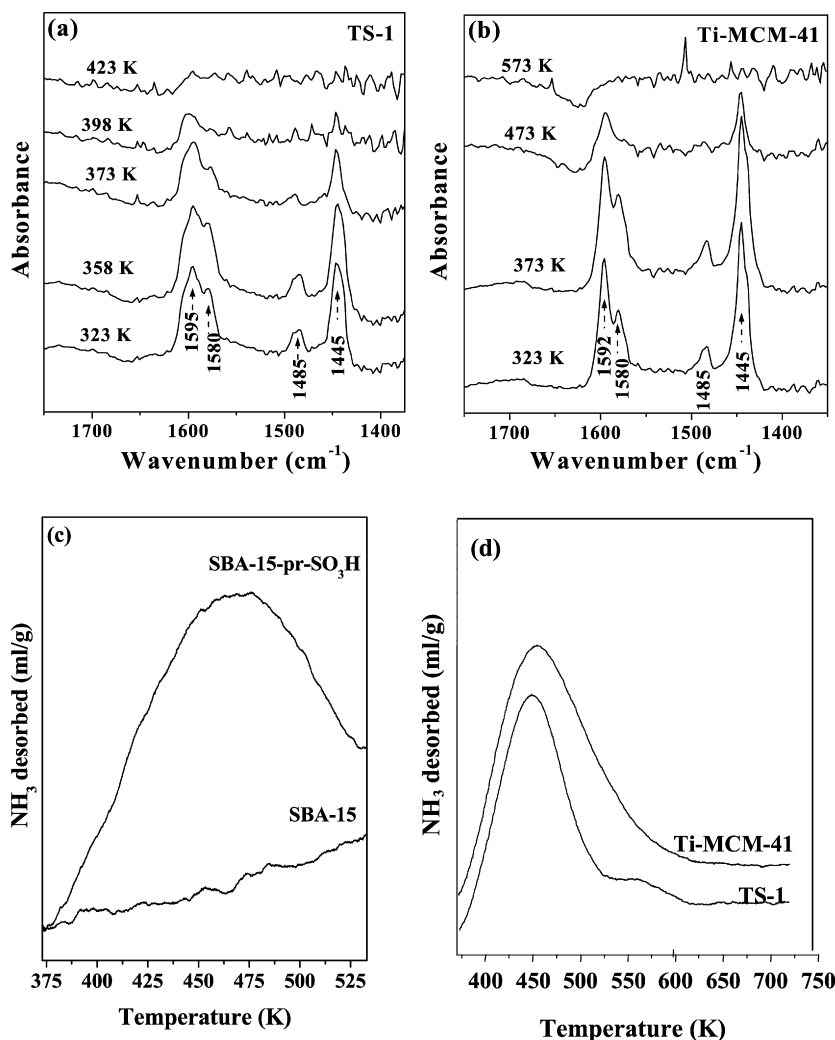 (a)
TS-1
423 K
398 K
373 K
358 K
323 K
1595
1580
1485
1445
Absorbance
1700 1600 1500 1400
Wavenumber (cm⁻¹)
(b)
Ti-MCM-41
573 K
473 K
373 K
323 K
1592
1580
1485
1445
Absorbance
1700 1600 1500 1400
Wavenumber (cm⁻¹)
(c)
SBA-15-pr-SO₃H
SBA-15
NH₃ desorbed (ml/g)
375 400 425 450 475 500 525
Temperature (K)
(d)
Ti-MCM-41
TS-1
NH₃ desorbed (ml/g)
400 450 500 550 600 650 700 750
Temperature (K)